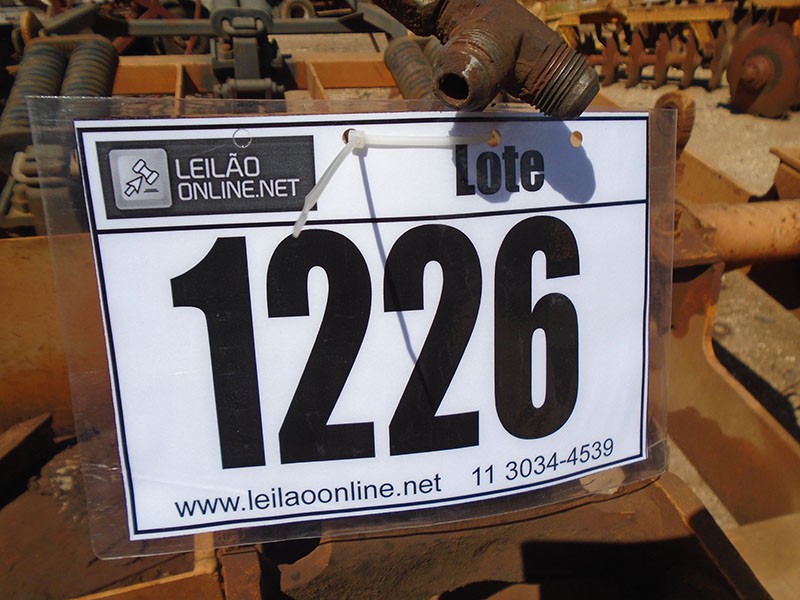 LEILÃO
ONLINE.NET
Lote
1226
www.leilaoonline.net 11 3034-4539